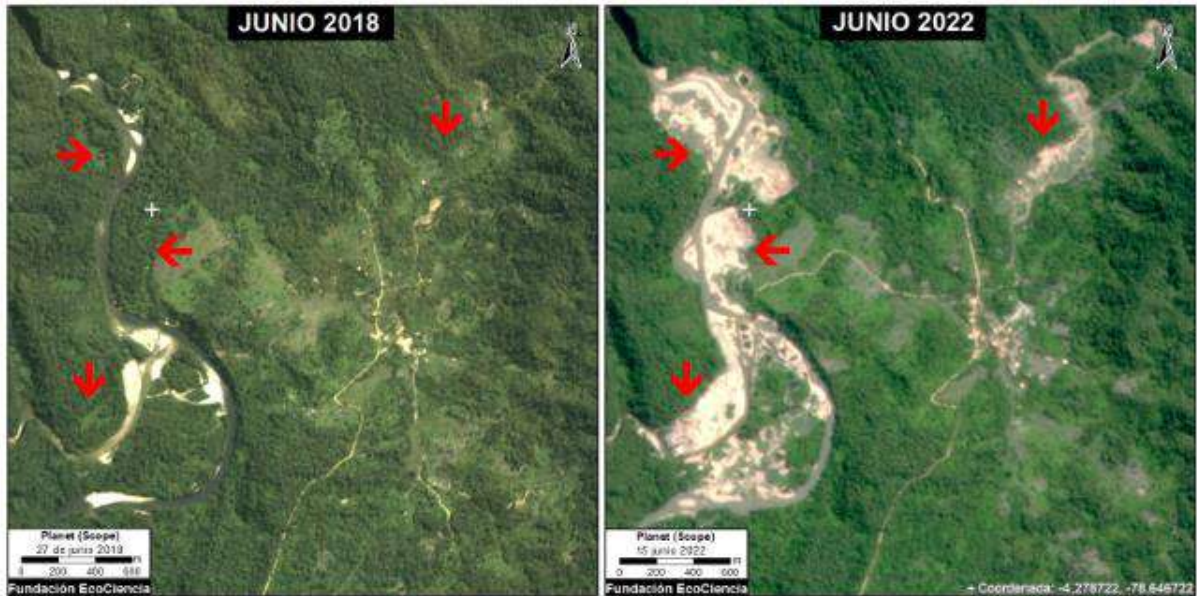 JUNIO 2018
Planet (Scope)
27 de junio 2018
0 200 400 600
Fundación EcoCiencia
JUNIO 2022
Planet (Scope)
15 junio 2022
0 200 400 600
Fundación EcoCiencia
+ Coordenada: -4.278722, -78.646722